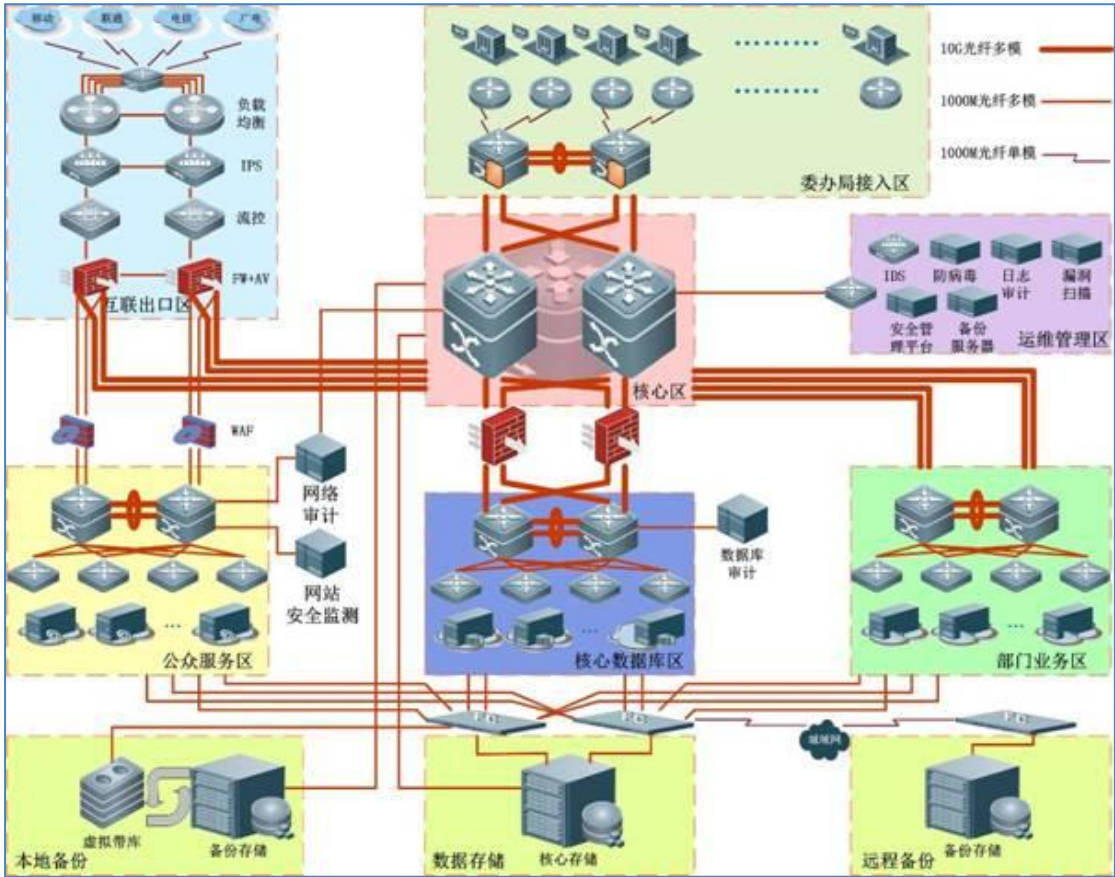 移动
联通
电信
广电
负载
均衡
IPS
流控
FW+AV
互联出口区
委办局接入区
10G光纤多模
1000M光纤多模
1000M光纤单模
核心区
IDS
防病毒
日志
审计
漏洞
扫描
安全管
理平台
备份
服务器
运维管理区
WAF
网络
审计
网站
安全监测
公众服务区
数据库
审计
核心数据库区
部门业务区
虚拟带库
备份存储
本地备份
核心存储
数据存储
城域网
备份存储
远程备份